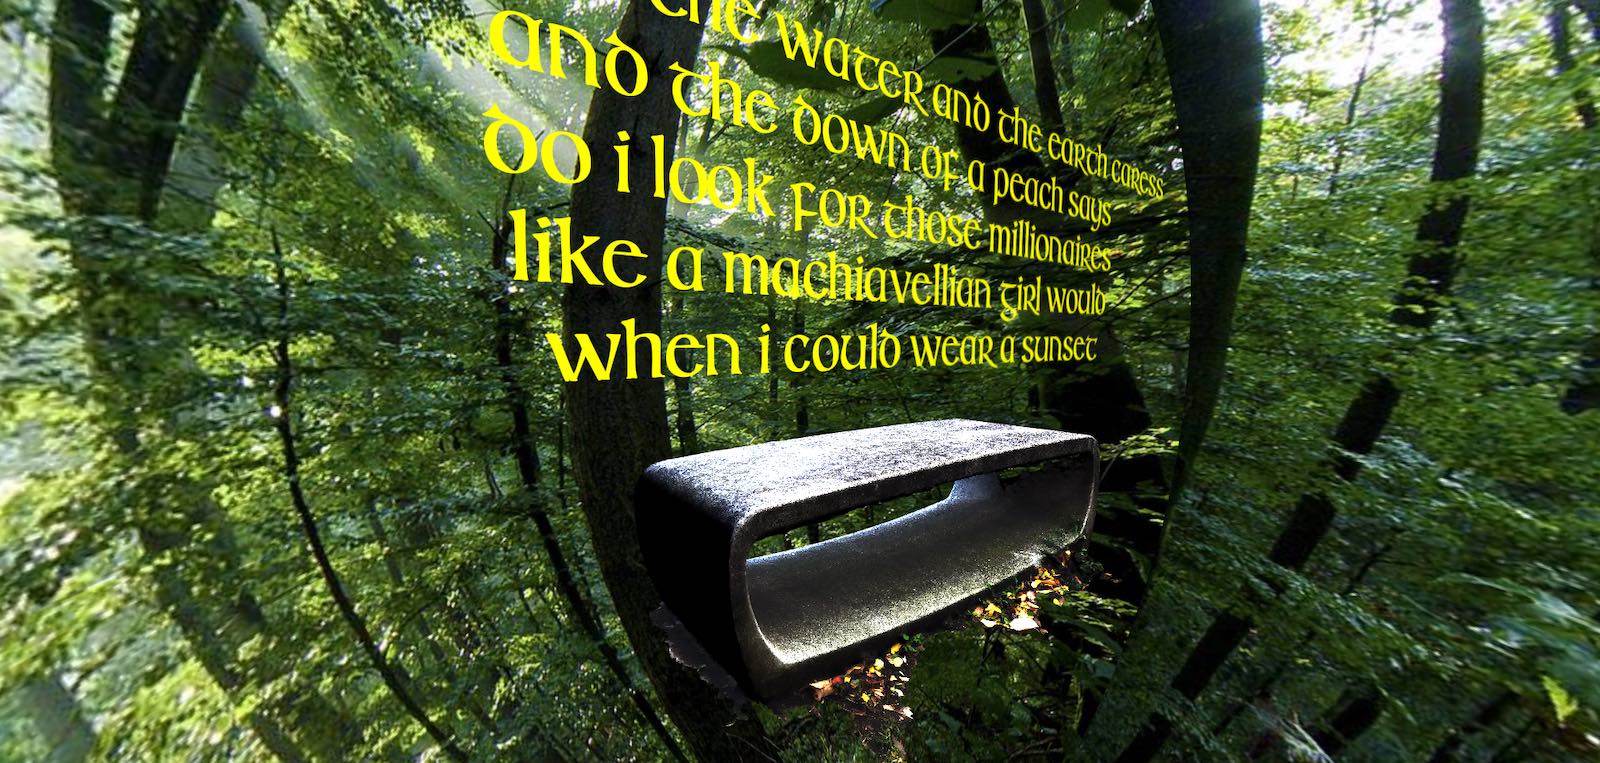 the water and the earth caress
and the down of a peach says
do i look for those millionaires
like a machiavellian girl would
when i could wear a sunset